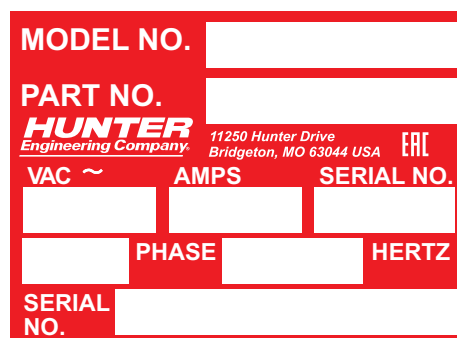 MODEL NO.
PART NO.
HUNTER
Engineering Company®
11250 Hunter Drive
Bridgeton, MO 63044 USA
EAC
VAC ~ AMPS SERIAL NO.
PHASE HERTZ
SERIAL
NO.